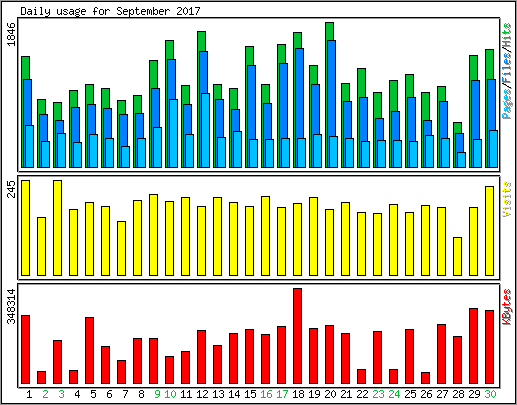 Daily usage for September 2017
1846
Pages/Files/Hits
245
Visits
348314
KBytes
1 2 3 4 5 6 7 8 9 10 11 12 13 14 15 16 17 18 19 20 21 22 23 24 25 26 27 28 29 30